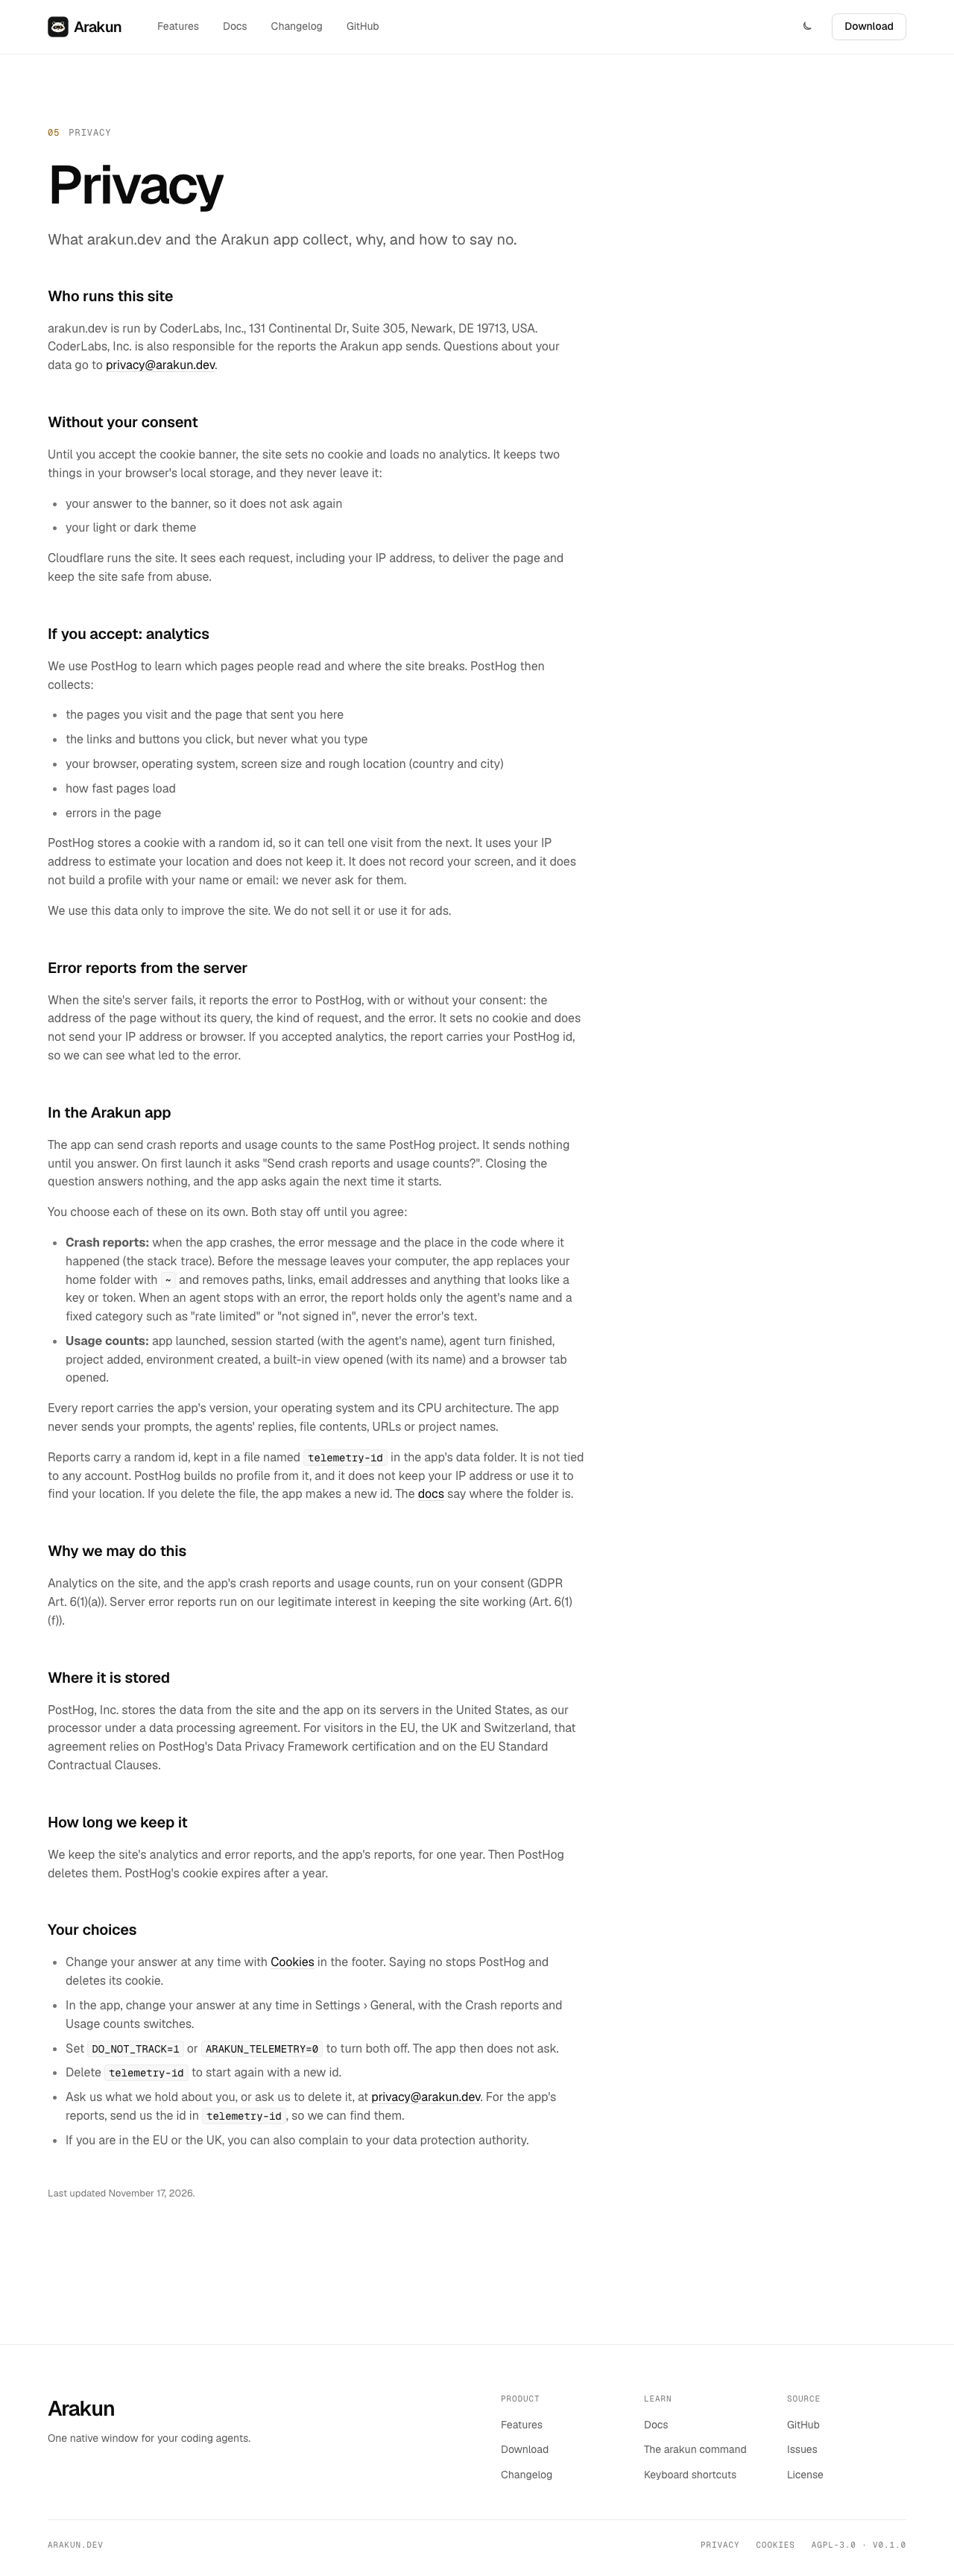 Arakun
Features
Docs
Changelog
GitHub
Download
05 PRIVACY
Privacy
What arakun.dev and the Arakun app collect, why, and how to say no.
Who runs this site
arakun.dev is run by CoderLabs, Inc., 131 Continental Dr, Suite 305, Newark, DE 19713, USA.
CoderLabs, Inc. is also responsible for the reports the Arakun app sends. Questions about your
data go to privacy@arakun.dev.
Without your consent
Until you accept the cookie banner, the site sets no cookie and loads no analytics. It keeps two
things in your browser's local storage, and they never leave it:
• your answer to the banner, so it does not ask again
• your light or dark theme
Cloudflare runs the site. It sees each request, including your IP address, to deliver the page and
keep the site safe from abuse.
If you accept: analytics
We use PostHog to learn which pages people read and where the site breaks. PostHog then
collects:
• the pages you visit and the page that sent you here
• the links and buttons you click, but never what you type
• your browser, operating system, screen size and rough location (country and city)
• how fast pages load
• errors in the page
PostHog stores a cookie with a random id, so it can tell one visit from the next. It uses your IP
address to estimate your location and does not keep it. It does not record your screen, and it does
not build a profile with your name or email: we never ask for them.
We use this data only to improve the site. We do not sell it or use it for ads.
Error reports from the server
When the site's server fails, it reports the error to PostHog, with or without your consent: the
address of the page without its query, the kind of request, and the error. It sets no cookie and does
not send your IP address or browser. If you accepted analytics, the report carries your PostHog id,
so we can see what led to the error.
In the Arakun app
The app can send crash reports and usage counts to the same PostHog project. It sends nothing
until you answer. On first launch it asks "Send crash reports and usage counts?". Closing the
question answers nothing, and the app asks again the next time it starts.
You choose each of these on its own. Both stay off until you agree:
• Crash reports: when the app crashes, the error message and the place in the code where it
happened (the stack trace). Before the message leaves your computer, the app replaces your
home folder with ~ and removes paths, links, email addresses and anything that looks like a
key or token. When an agent stops with an error, the report holds only the agent's name and a
fixed category such as "rate limited" or "not signed in", never the error's text.
• Usage counts: app launched, session started (with the agent's name), agent turn finished,
project added, environment created, a built-in view opened (with its name) and a browser tab
opened.
Every report carries the app's version, your operating system and its CPU architecture. The app
never sends your prompts, the agents' replies, file contents, URLs or project names.
Reports carry a random id, kept in a file named telemetry-id in the app's data folder. It is not tied
to any account. PostHog builds no profile from it, and it does not keep your IP address or use it to
find your location. If you delete the file, the app makes a new id. The docs say where the folder is.
Why we may do this
Analytics on the site, and the app's crash reports and usage counts, run on your consent (GDPR
Art. 6(1)(a)). Server error reports run on our legitimate interest in keeping the site working (Art. 6(1)
(f)).
Where it is stored
PostHog, Inc. stores the data from the site and the app on its servers in the United States, as our
processor under a data processing agreement. For visitors in the EU, the UK and Switzerland, that
agreement relies on PostHog's Data Privacy Framework certification and on the EU Standard
Contractual Clauses.
How long we keep it
We keep the site's analytics and error reports, and the app's reports, for one year. Then PostHog
deletes them. PostHog's cookie expires after a year.
Your choices
• Change your answer at any time with Cookies in the footer. Saying no stops PostHog and
deletes its cookie.
• In the app, change your answer at any time in Settings › General, with the Crash reports and
Usage counts switches.
• Set DO_NOT_TRACK=1 or ARAKUN_TELEMETRY=0 to turn both off. The app then does not ask.
• Delete telemetry-id to start again with a new id.
• Ask us what we hold about you, or ask us to delete it, at privacy@arakun.dev. For the app's
reports, send us the id in telemetry-id, so we can find them.
• If you are in the EU or the UK, you can also complain to your data protection authority.
Last updated November 17, 2026.
Arakun
One native window for your coding agents.
PRODUCT
Features
Download
Changelog
LEARN
Docs
The arakun command
Keyboard shortcuts
SOURCE
GitHub
Issues
License
ARAKUN.DEV
PRIVACY
COOKIES
AGPL-3.0 · V0.1.0